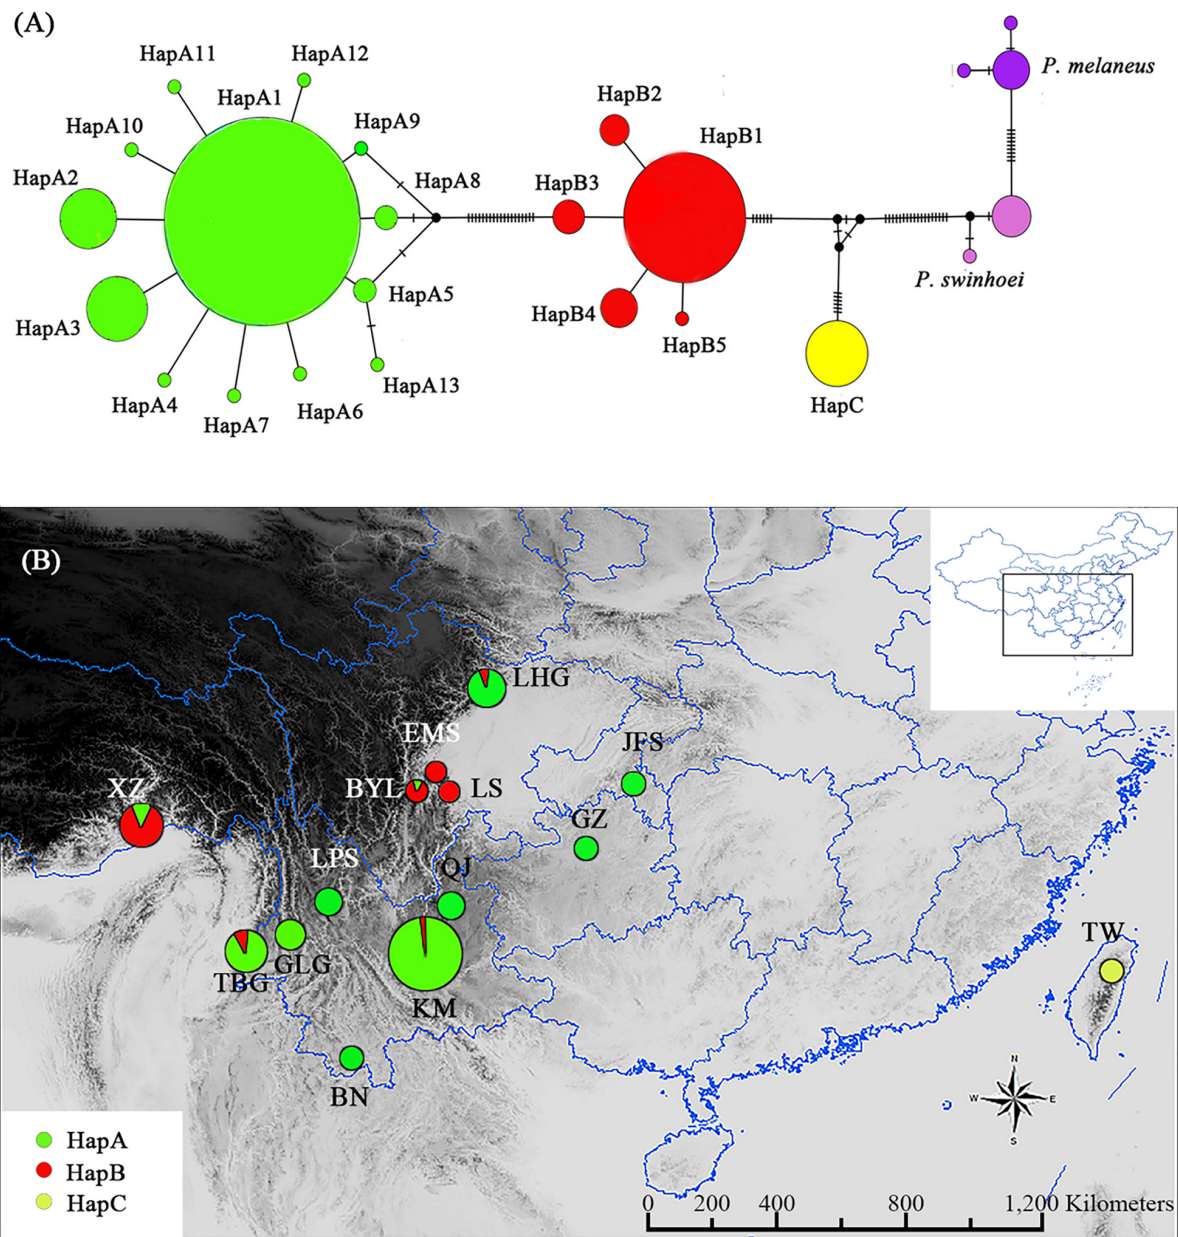 (A)
HapA11
HapA12
HapA1
HapA10
HapA9
HapA2
HapA8
HapA3
HapA5
HapA4
HapA7
HapA6
HapA13
HapB2
HapB1
HapB3
HapB4
HapB5
HapC
P. melaneus
P. swinhoei
(B)
LHG
EMS
JFS
XZ
BYL
LS
GZ
LPS
QJ
TBG
GLG
KM
TW
BN
N
W
E
S
HapA
HapB
HapC
0 200 400 800 1,200 Kilometers